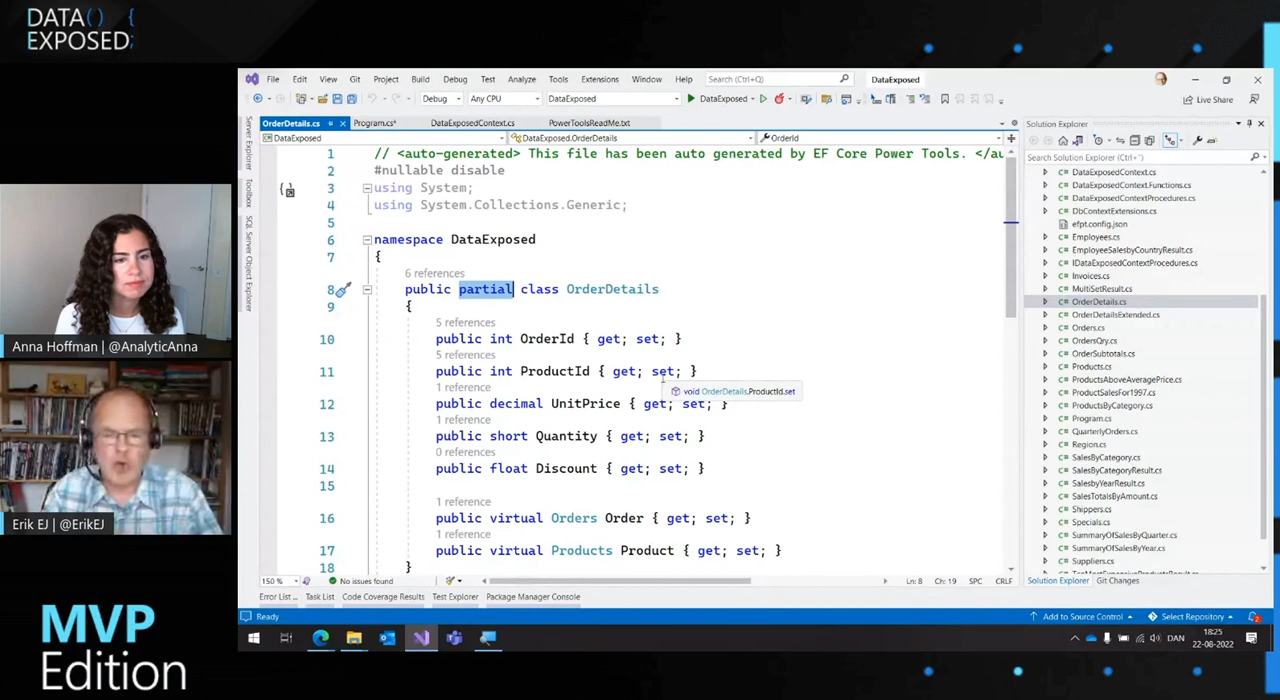 DATA() {
EXPOSED;
File Edit View Git Project Build Debug Test Analyze Tools Extensions Window Help Search (Ctrl+Q) DataExposed
Debug Any CPU DataExposed DataExposed Live Share
OrderDetails.cs Program.cs* DataExposedContext.cs PowerToolsReadMe.txt
DataExposed DataExposed.OrderDetails OrderId
Server Explorer
Toolbox
SQL Server Object Explorer
1 // <auto-generated> This file has been auto generated by EF Core Power Tools. </au
2 #nullable disable
3 using System;
4 using System.Collections.Generic;
5
6 namespace DataExposed
7 {
6 references
8 public partial class OrderDetails
9 {
5 references
10 public int OrderId { get; set; }
5 references
11 public int ProductId { get; set; }
void OrderDetails.ProductId.set
1 reference
12 public decimal UnitPrice { get; set; }
1 reference
13 public short Quantity { get; set; }
0 references
14 public float Discount { get; set; }
15
1 reference
16 public virtual Orders Order { get; set; }
1 reference
17 public virtual Products Product { get; set; }
18 }
150 % No issues found Ln: 8 Ch: 19 SPC CRLF
Error List ... Task List Code Coverage Results Test Explorer Package Manager Console
Ready Add to Source Control Select Repository 2
Solution Explorer
Search Solution Explorer (Ctrl+')
DataExposedContext.cs
DataExposedContext.Functions.cs
DataExposedContextProcedures.cs
DbContextExtensions.cs
efpt.config.json
Employees.cs
EmployeeSalesbyCountryResult.cs
IDataExposedContextProcedures.cs
Invoices.cs
MultiSetResult.cs
OrderDetails.cs
OrderDetailsExtended.cs
Orders.cs
OrdersQry.cs
OrderSubtotals.cs
Products.cs
ProductsAboveAveragePrice.cs
ProductSalesFor1997.cs
ProductsByCategory.cs
Program.cs
QuarterlyOrders.cs
Region.cs
SalesByCategory.cs
SalesByCategoryResult.cs
SalesbyYearResult.cs
SalesTotalsByAmount.cs
Shippers.cs
Specials.cs
SummaryOfSalesByQuarter.cs
SummaryOfSalesByYear.cs
Suppliers.cs
Solution Explorer Git Changes
DAN 18:25
22-08-2022
Anna Hoffman | @AnalyticAnna
Erik EJ | @ErikEJ
MVP
Edition